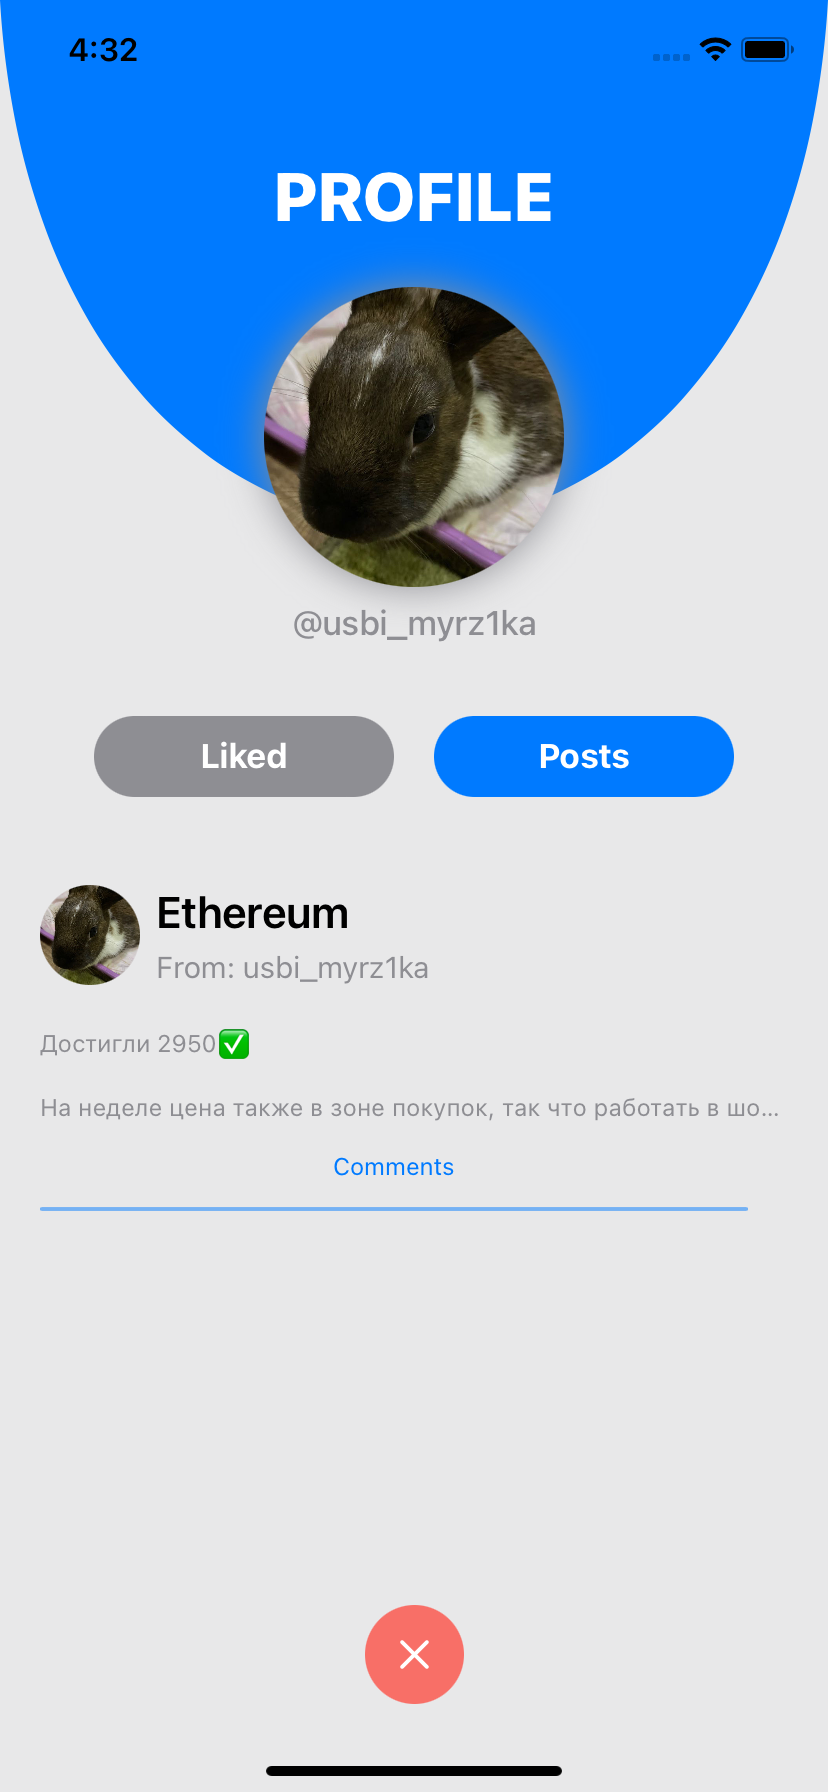 4:32
PROFILE
@usbi_myrz1ka
Liked
Posts
Ethereum
From: usbi_myrz1ka
Достигли 2950✅
На неделе цена также в зоне покупок, так что работать в шо...
Comments